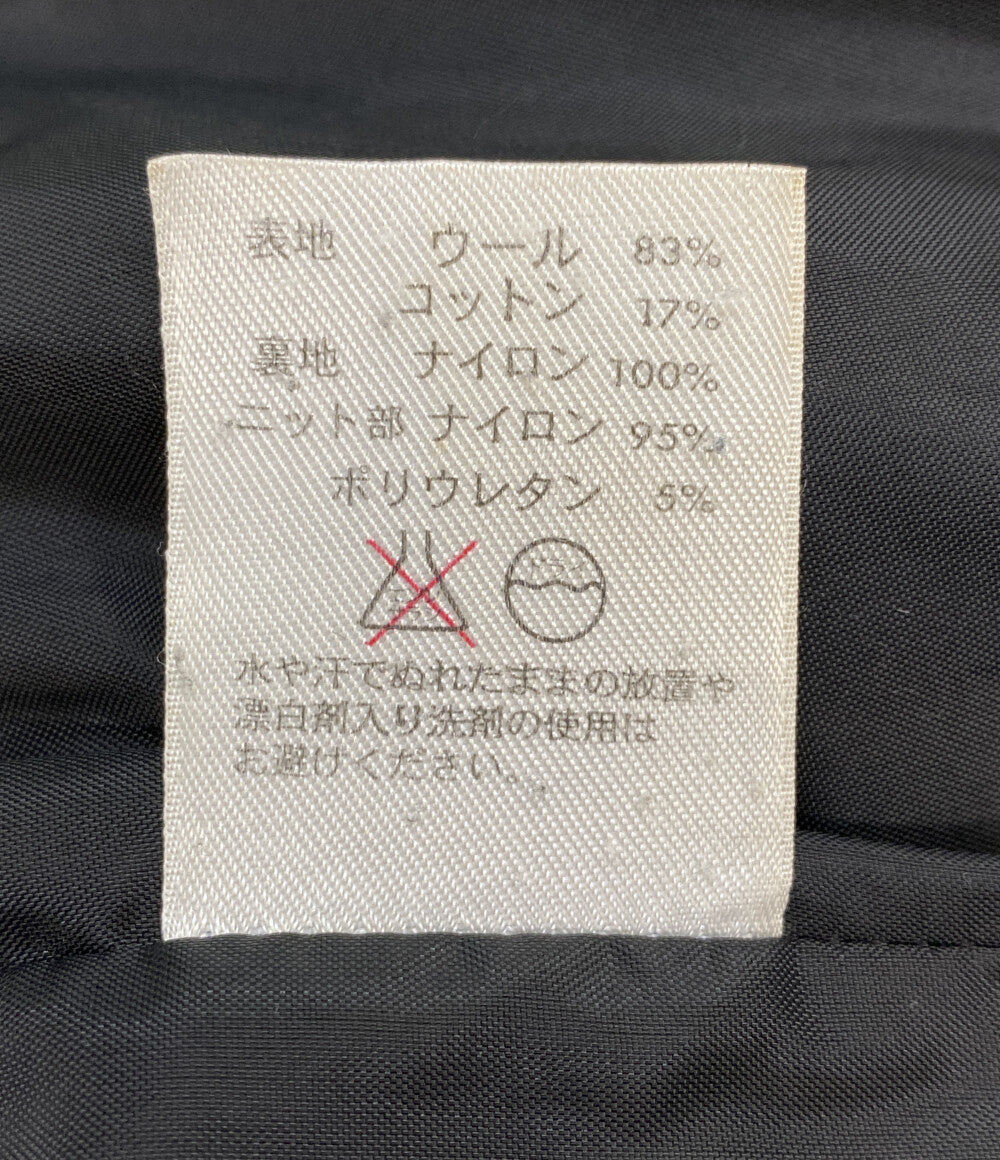 表地 ウール 83%
コットン 17%
裏地 ナイロン 100%
ニット部 ナイロン 95%
ポリウレタン 5%
ドライ
水や汗でぬれたままの放置や
漂白剤入り洗剤の使用は
お避けください。